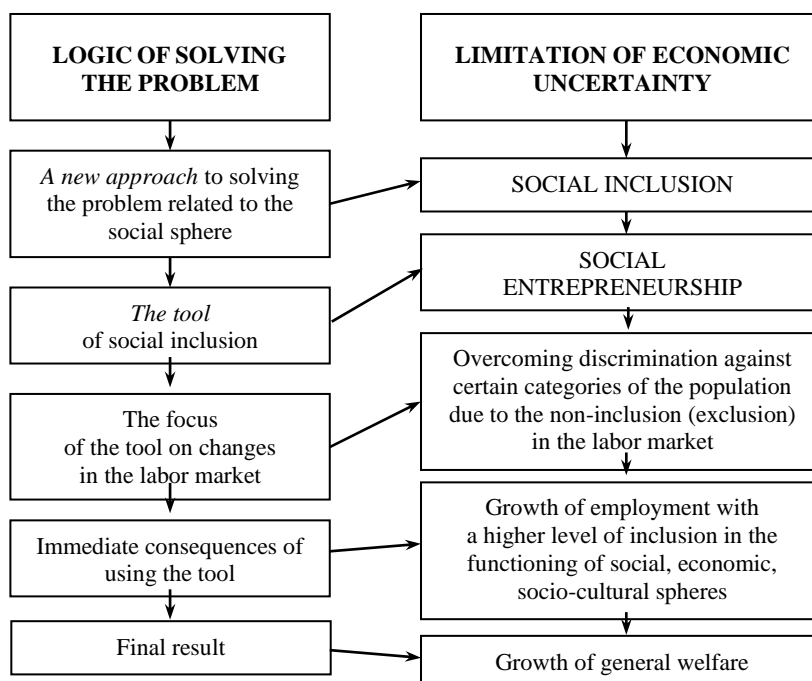 LOGIC OF SOLVING
THE PROBLEM
A new approach to solving
the problem related to the
social sphere
The tool
of social inclusion
The focus
of the tool on changes
in the labor market
Immediate consequences of
using the tool
Final result
LIMITATION OF ECONOMIC
UNCERTAINTY
SOCIAL INCLUSION
SOCIAL
ENTREPRENEURSHIP
Overcoming discrimination against
certain categories of the population
due to the non-inclusion (exclusion)
in the labor market
Growth of employment with
a higher level of inclusion in the
functioning of social, economic,
socio-cultural spheres
Growth of general welfare